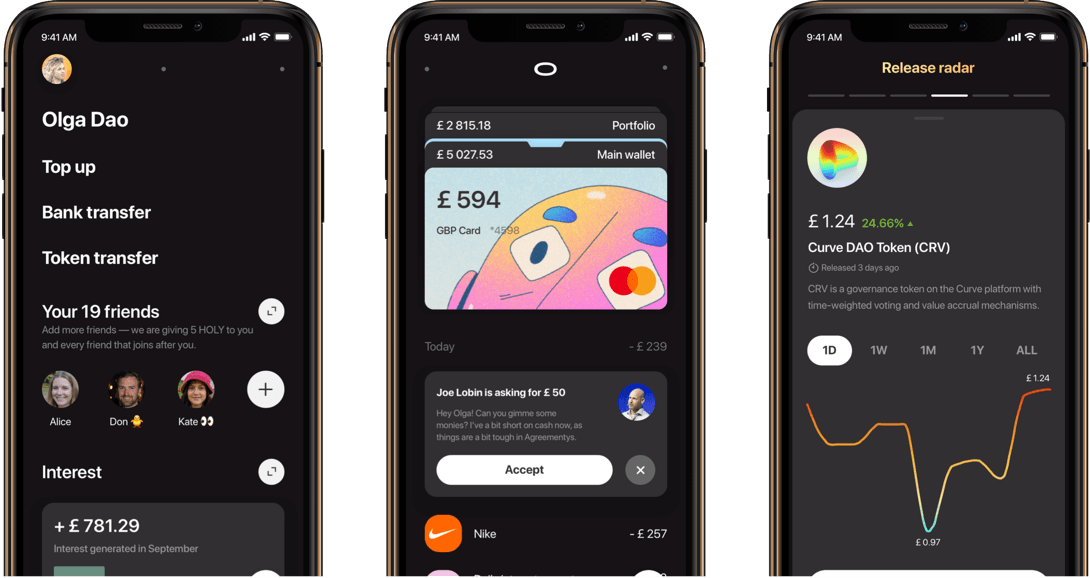 9:41 AM
Olga Dao
Top up
Bank transfer
Token transfer
Your 19 friends
Add more friends — we are giving 5 HOLY to you
and every friend that joins after you.
Alice
Don 🐥
Kate 👀
Interest
+ £ 781.29
Interest generated in September
9:41 AM
£ 2 815.18
Portfolio
£ 5 027.53
Main wallet
£ 594
GBP Card *4598
Today
- £ 239
Joe Lobin is asking for £ 50
Hey Olga! Can you gimme some
monies? I've a bit short on cash now, as
things are a bit tough in Agreementys.
Accept
Nike
- £ 257
9:41 AM
Release radar
£ 1.24 24.66%
Curve DAO Token (CRV)
Released 3 days ago
CRV is a governance token on the Curve platform with
time-weighted voting and value accrual mechanisms.
1D
1W
1M
1Y
ALL
£ 1.24
£ 0.97